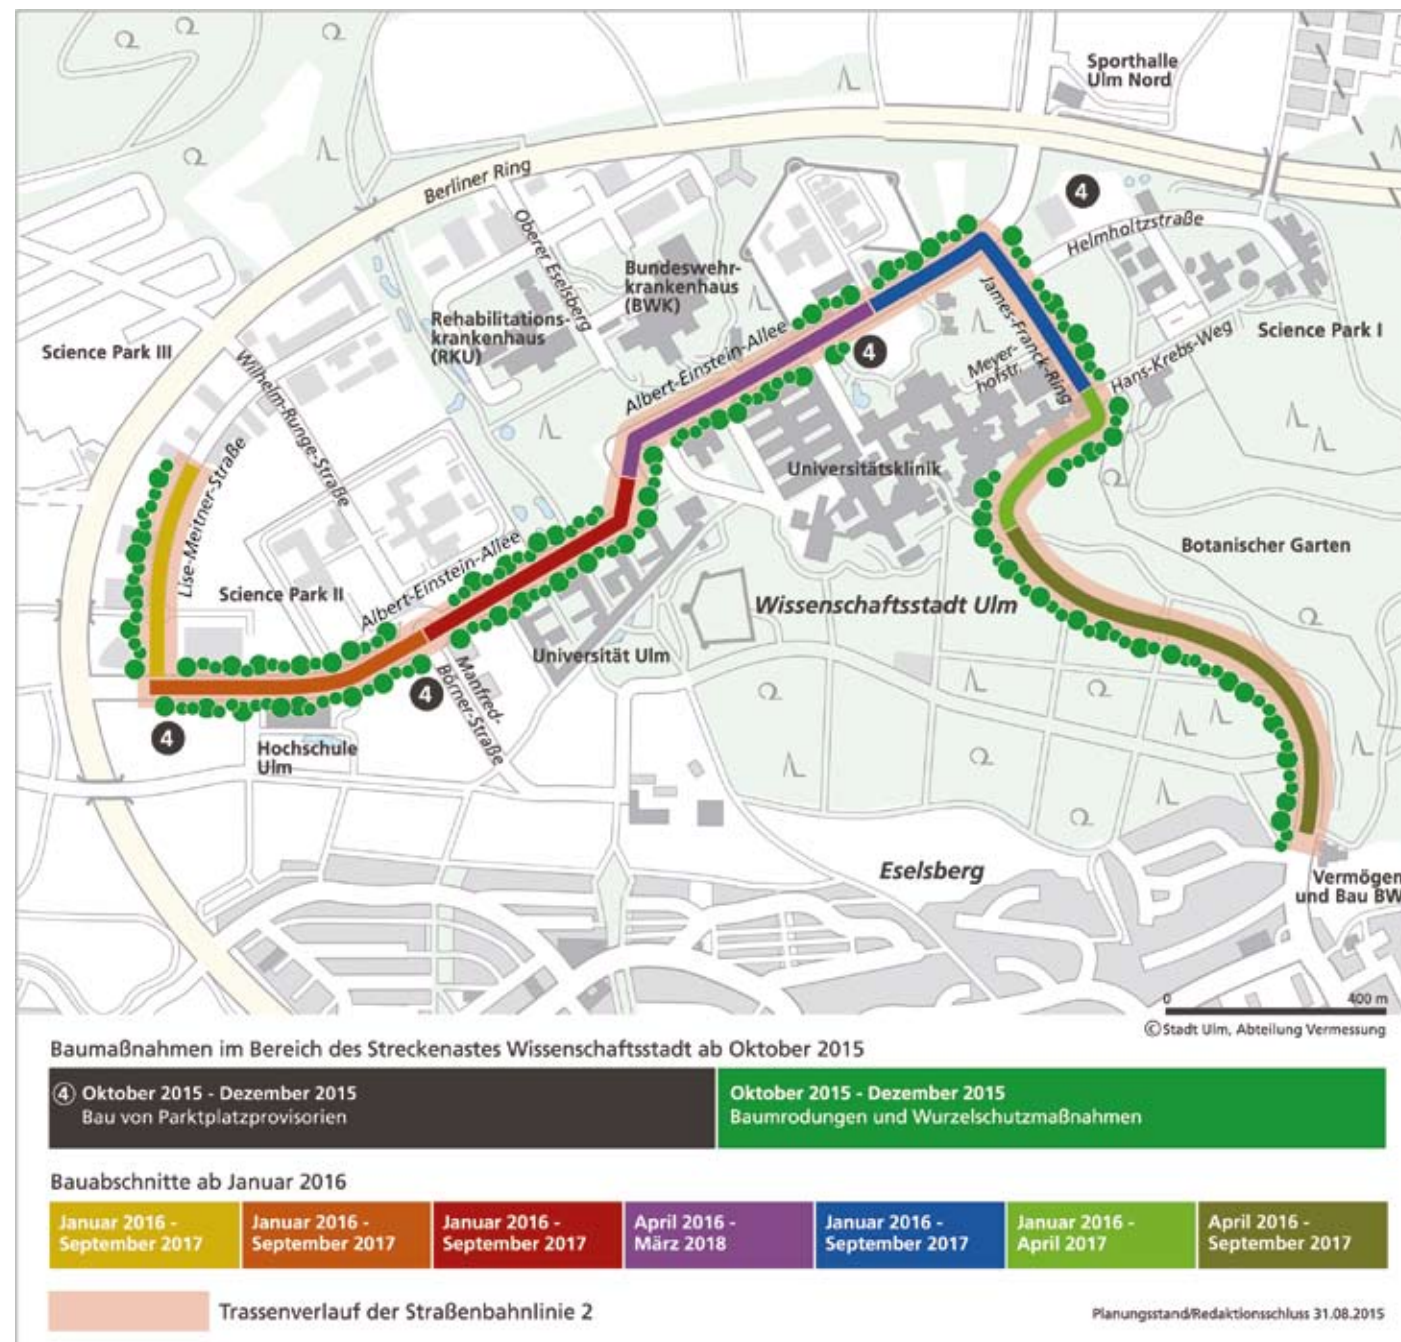 Sporthalle
Ulm Nord
Berliner Ring
4
Helmholtzstraße
Oberer Eselsberg
Bundeswehr-
krankenhaus
(BWK)
Rehabilitations-
krankenhaus
(RKU)
James-Franck-Ring
Science Park I
Science Park III
Wilhelm-Runge-Straße
Albert-Einstein-Allee
4
Meyer-
hofstr.
Hans-Krebs-Weg
Lise-Meitner-Straße
Universitätsklinik
Botanischer Garten
Science Park II
Albert-Einstein-Allee
Wissenschaftsstadt Ulm
Universität Ulm
Manfred-
Börner-Straße
4
4
Hochschule
Ulm
Eselsberg
Vermögen
und Bau BW
0 400 m
©Stadt Ulm, Abteilung Vermessung
Baumaßnahmen im Bereich des Streckenastes Wissenschaftsstadt ab Oktober 2015
4 Oktober 2015 - Dezember 2015
Bau von Parktplatzprovisorien
Oktober 2015 - Dezember 2015
Baumrodungen und Wurzelschutzmaßnahmen
Bauabschnitte ab Januar 2016
Januar 2016 -
September 2017
Januar 2016 -
September 2017
Januar 2016 -
September 2017
April 2016 -
März 2018
Januar 2016 -
September 2017
Januar 2016 -
April 2017
April 2016 -
September 2017
Trassenverlauf der Straßenbahnlinie 2
Planungsstand/Redaktionsschluss 31.08.2015